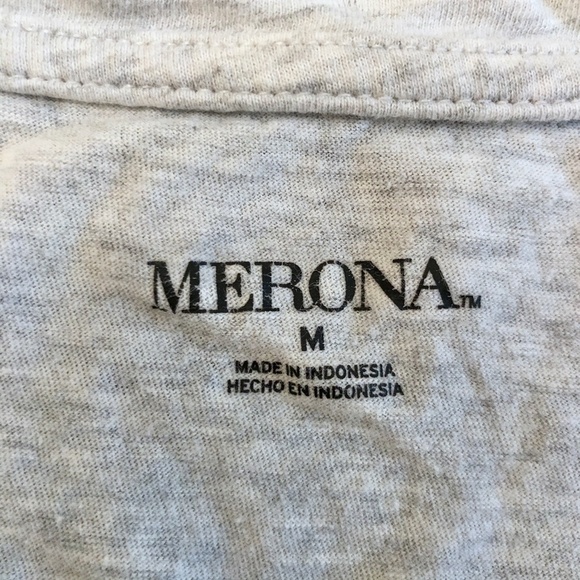 MERONA™
M
MADE IN INDONESIA
HECHO EN INDONESIA